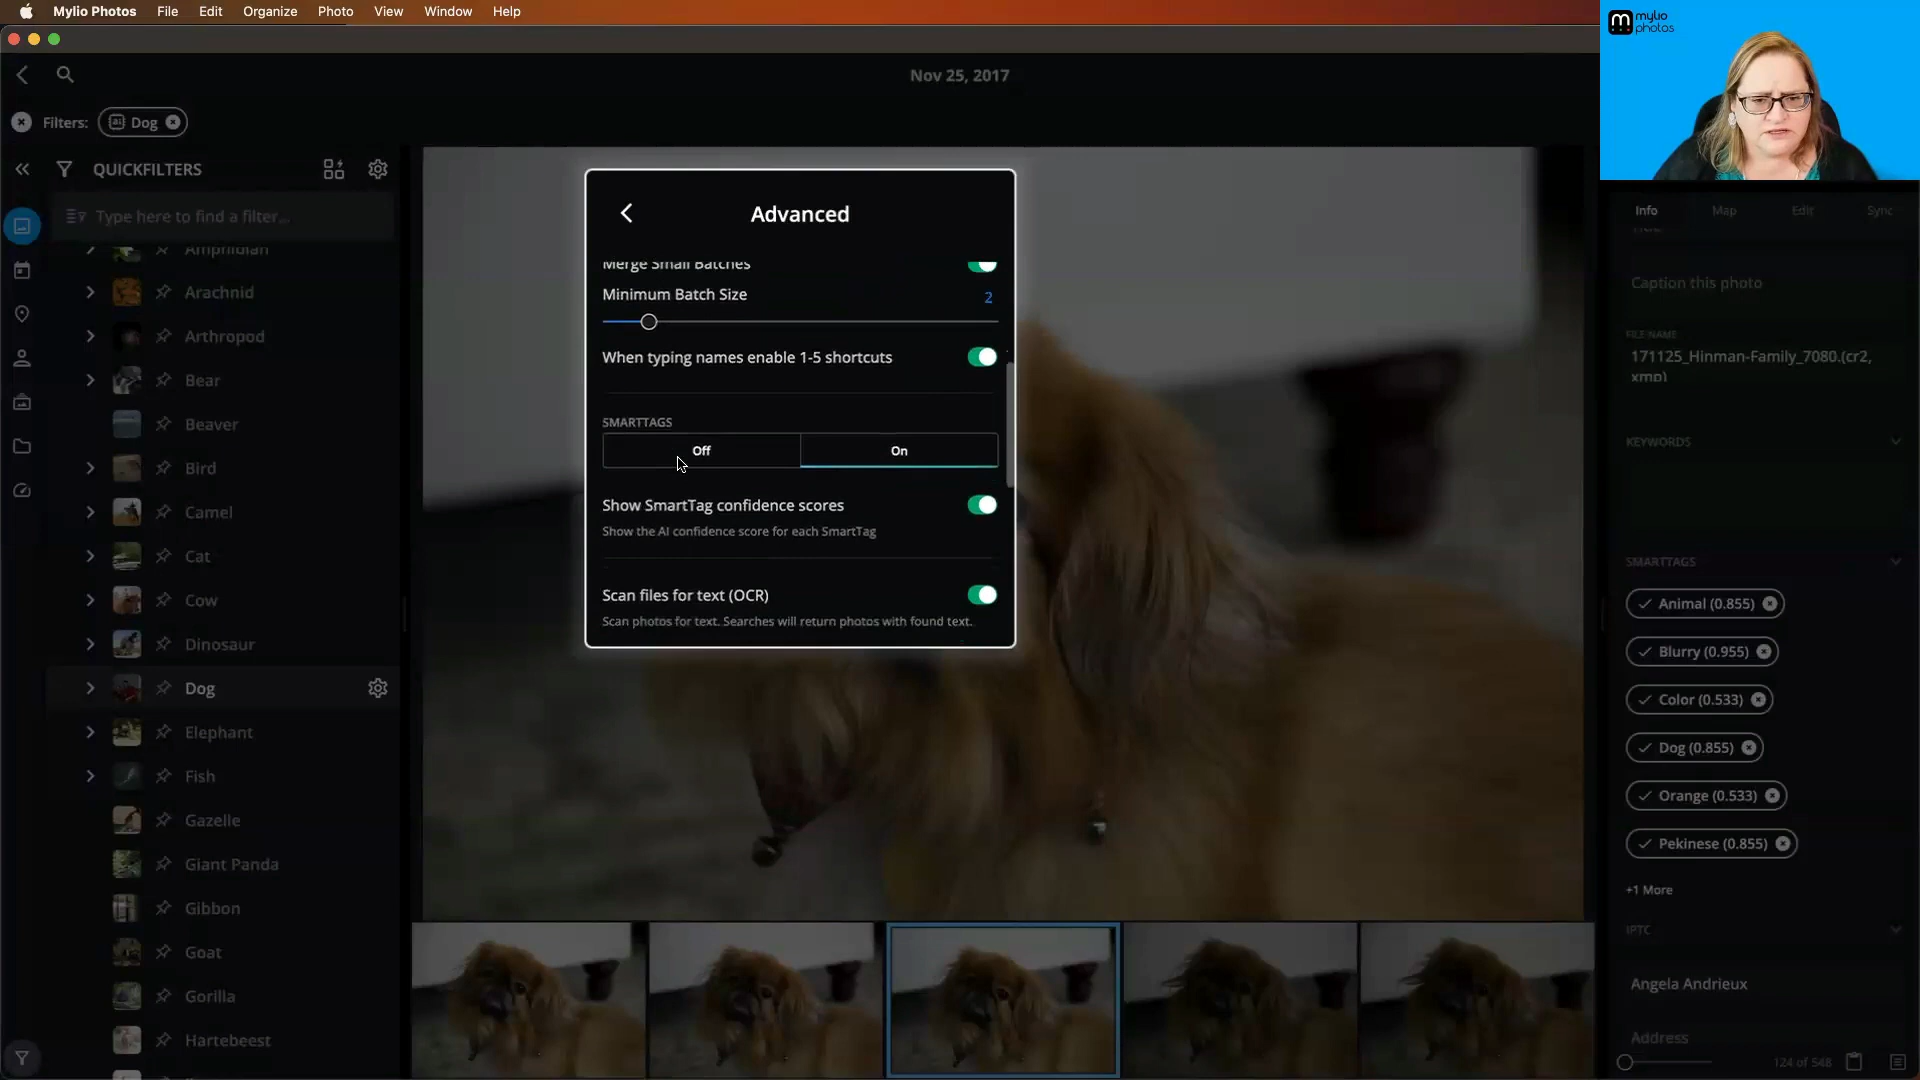 Mylio Photos File Edit Organize Photo View Window Help
mylio
photos
Nov 25, 2017
Filters: Dog
QUICKFILTERS
Type here to find a filter...
Amphibian
Arachnid
Arthropod
Bear
Beaver
Bird
Camel
Cat
Cow
Dinosaur
Dog
Elephant
Fish
Gazelle
Giant Panda
Gibbon
Goat
Gorilla
Hartebeest
Advanced
Merge Small Batches
Minimum Batch Size 2
When typing names enable 1-5 shortcuts
SMARTTAGS
Off On
Show SmartTag confidence scores
Show the AI confidence score for each SmartTag
Scan files for text (OCR)
Scan photos for text. Searches will return photos with found text.
Info Map Edit Sync
Caption this photo
FILE NAME
171125_Hinman-Family_7080.(cr2,
xmp)
KEYWORDS
SMARTTAGS
Animal (0.855)
Blurry (0.955)
Color (0.533)
Dog (0.855)
Orange (0.533)
Pekinese (0.855)
+1 More
IPTC
Angela Andrieux
Address
124 of 548